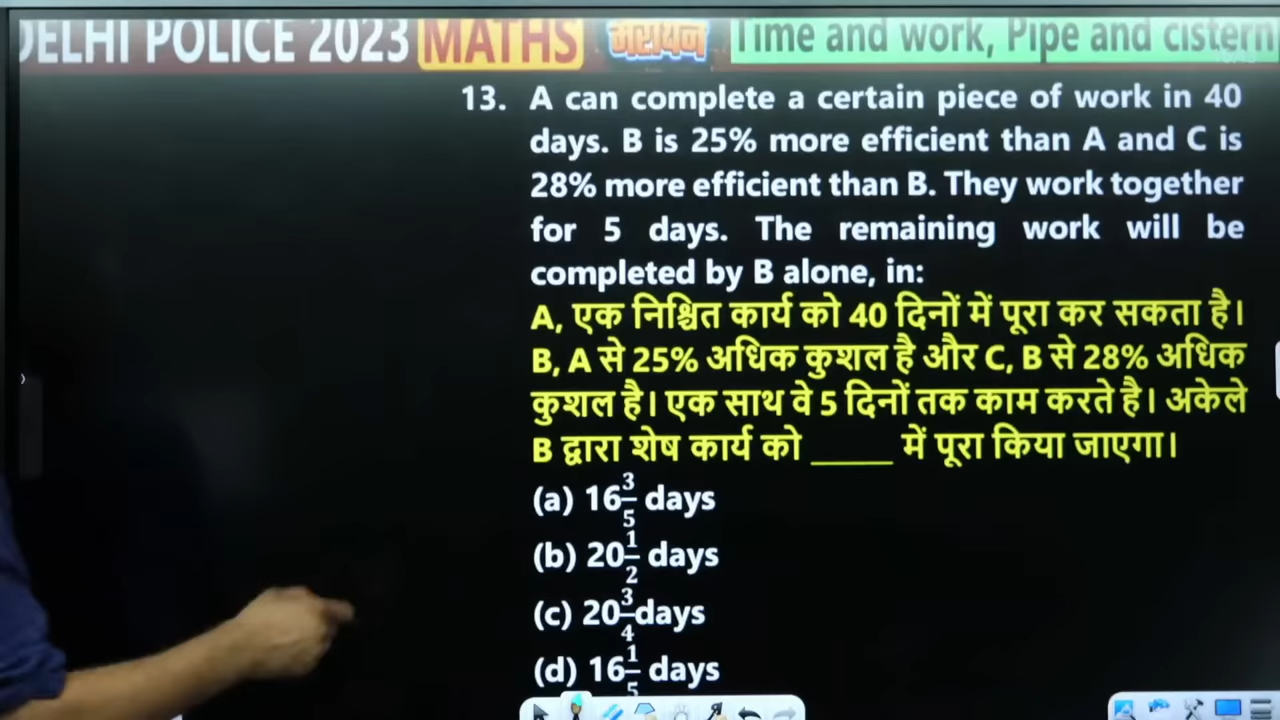 DELHI POLICE 2023 MATHS मैराथन Time and work, Pipe and cistern
13. A can complete a certain piece of work in 40
days. B is 25% more efficient than A and C is
28% more efficient than B. They work together
for 5 days. The remaining work will be
completed by B alone, in:
A, एक निश्चित कार्य को 40 दिनों में पूरा कर सकता है।
B, A से 25% अधिक कुशल है और C, B से 28% अधिक
कुशल है। एक साथ वे 5 दिनों तक काम करते है। अकेले
B द्वारा शेष कार्य को _____ में पूरा किया जाएगा।
(a) 16 3/5 days
(b) 20 1/2 days
(c) 20 3/4 days
(d) 16 1/5 days